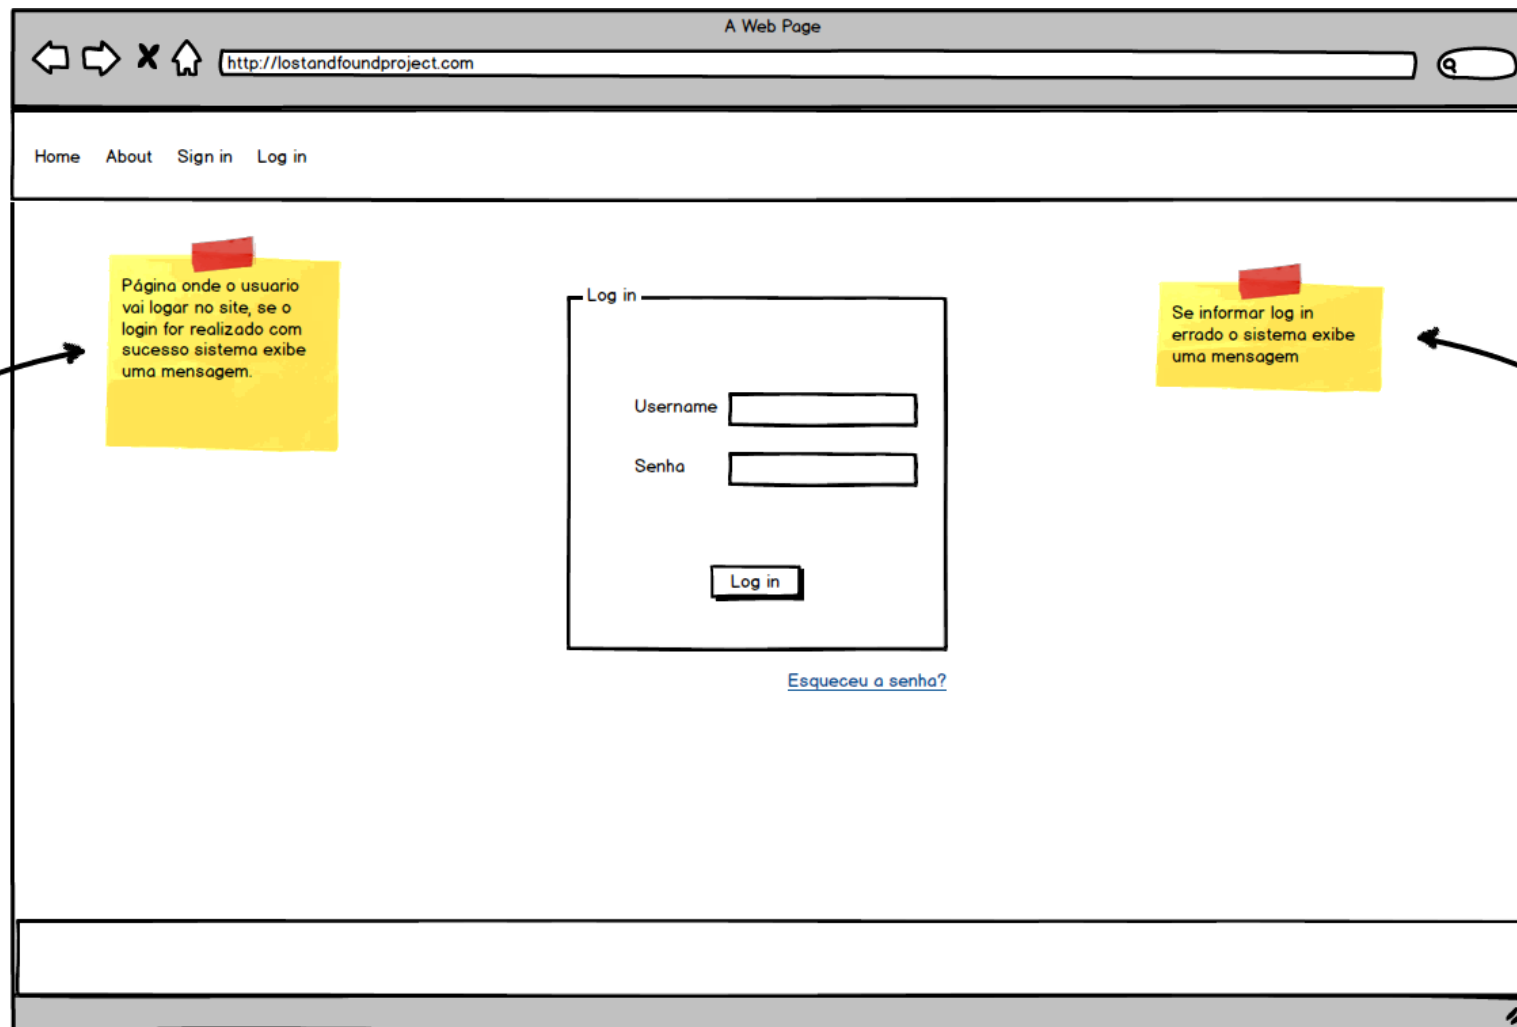 A Web Page
http://lostandfoundproject.com
Home About Sign in Log in
Página onde o usuario
vai logar no site, se o
login for realizado com
sucesso sistema exibe
uma mensagem.
Log in
Username
Senha
Log in
Esqueceu a senha?
Se informar log in
errado o sistema exibe
uma mensagem